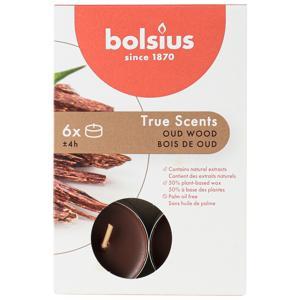 bolsius
since 1870
True Scents
6x
OUD WOOD
±4h
BOIS DE OUD
✓ Contains natural extracts
Contient des extraits naturels
✓ 50% plant-based wax
50% à base des plantes
✓ Palm oil free
Sans huile de palme